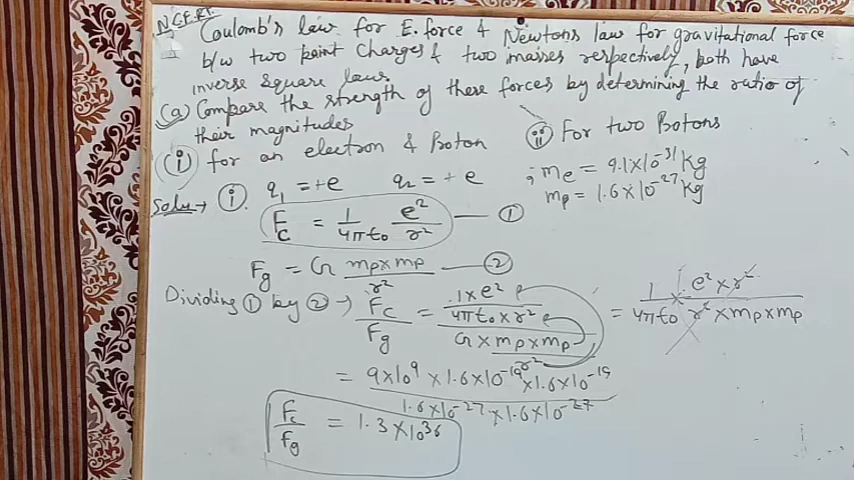 N.C.E.R.T.
Coulomb's law for E. force & Newtons law for gravitational force
b/w two point Charges & two masses respectively, both have
inverse square laws.
(a) Compare the strength of these forces by determining the ratio of
their magnitudes
(i) for an electron & Proton (ii) For two Protons
Solu → (i). q₁ = +e q₂ = +e ; me = 9.1×10⁻³¹ Kg
mp = 1.6×10⁻²⁷ Kg
Fc = 1/4πε₀ e²/r² — (1)
Fg = G mp×mp/r² — (2)
Dividing (1) by (2) → Fc/Fg = (1×e²/4πε₀×r²)/(G×mp×mp/r²) = 1/4πε₀ × e²×r²/r²×mp×mp
= 9×10⁹ ×1.6×10⁻¹⁹ ×1.6×10⁻¹⁹
1.6×10⁻²⁷ ×1.6×10⁻²⁷
Fc/Fg = 1.3×10³⁶